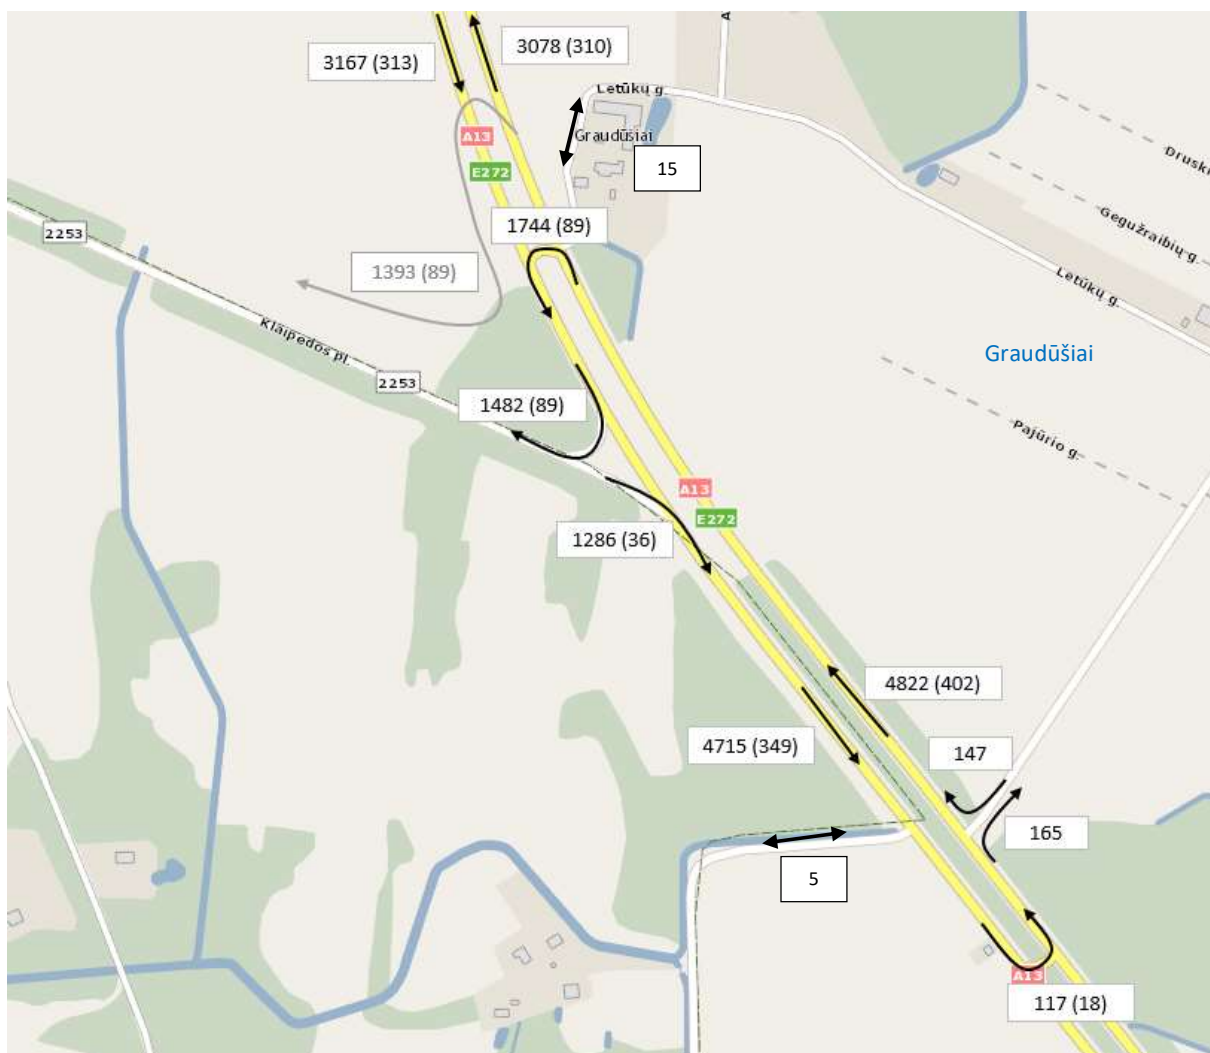 3078 (310)
3167 (313)
A
Letūkų g.
A13
Graudūšiai
15
E272
Druski
Gegužraibių g.
1744 (89)
2253
1393 (89)
Letūkų g.
Klaipėdos pl.
Graudūšiai
2253
1482 (89)
Pajūrio g.
A13
E272
1286 (36)
4822 (402)
4715 (349)
147
165
5
A13
117 (18)